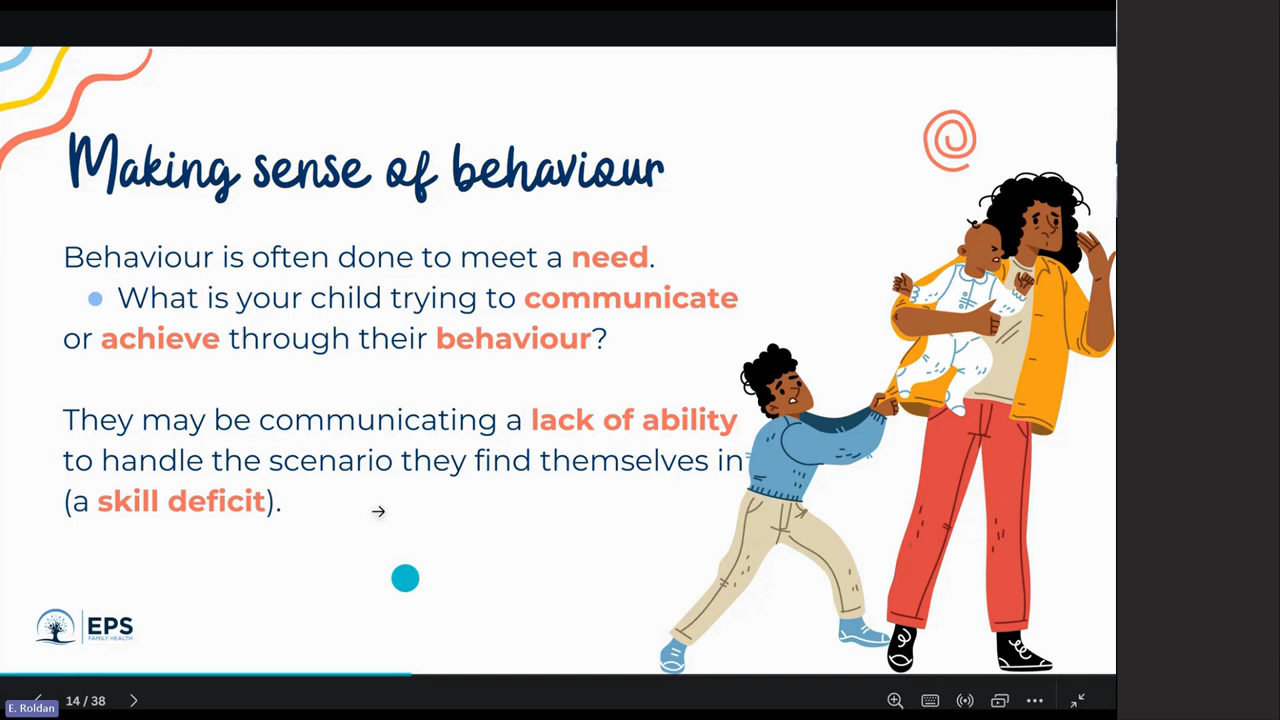 Making sense of behaviour
Behaviour is often done to meet a need.
What is your child trying to communicate
or achieve through their behaviour?
They may be communicating a lack of ability
to handle the scenario they find themselves in
(a skill deficit).
EPS
FAMILY HEALTH
14 / 38
E. Roldan